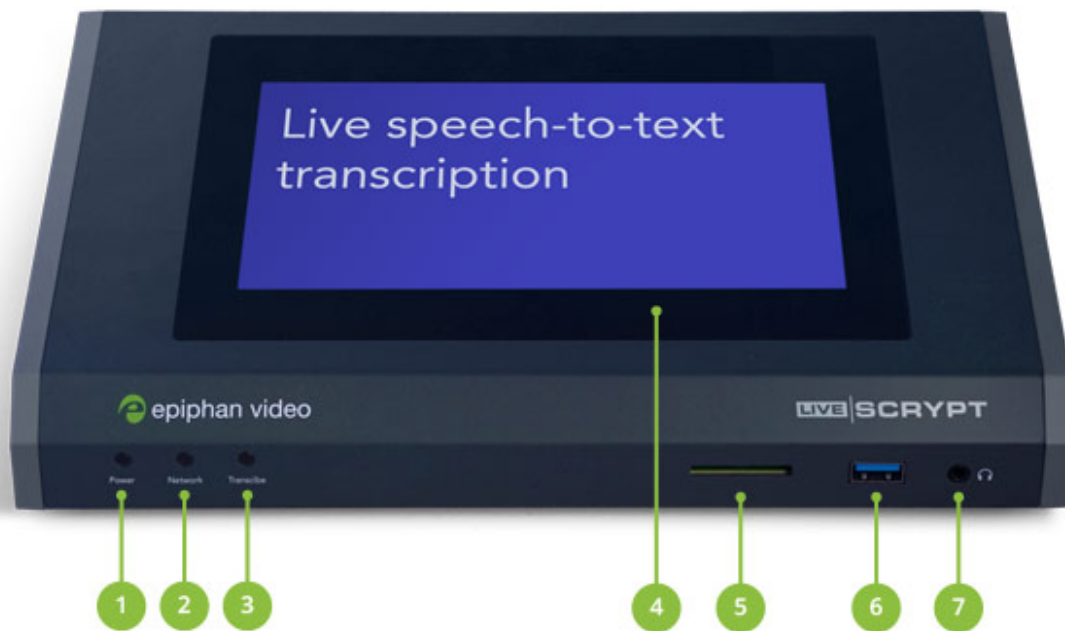 Live speech-to-text
transcription
epiphan video
LIVE SCRYPT
Power
Network
Transcribe
1
2
3
4
5
6
7